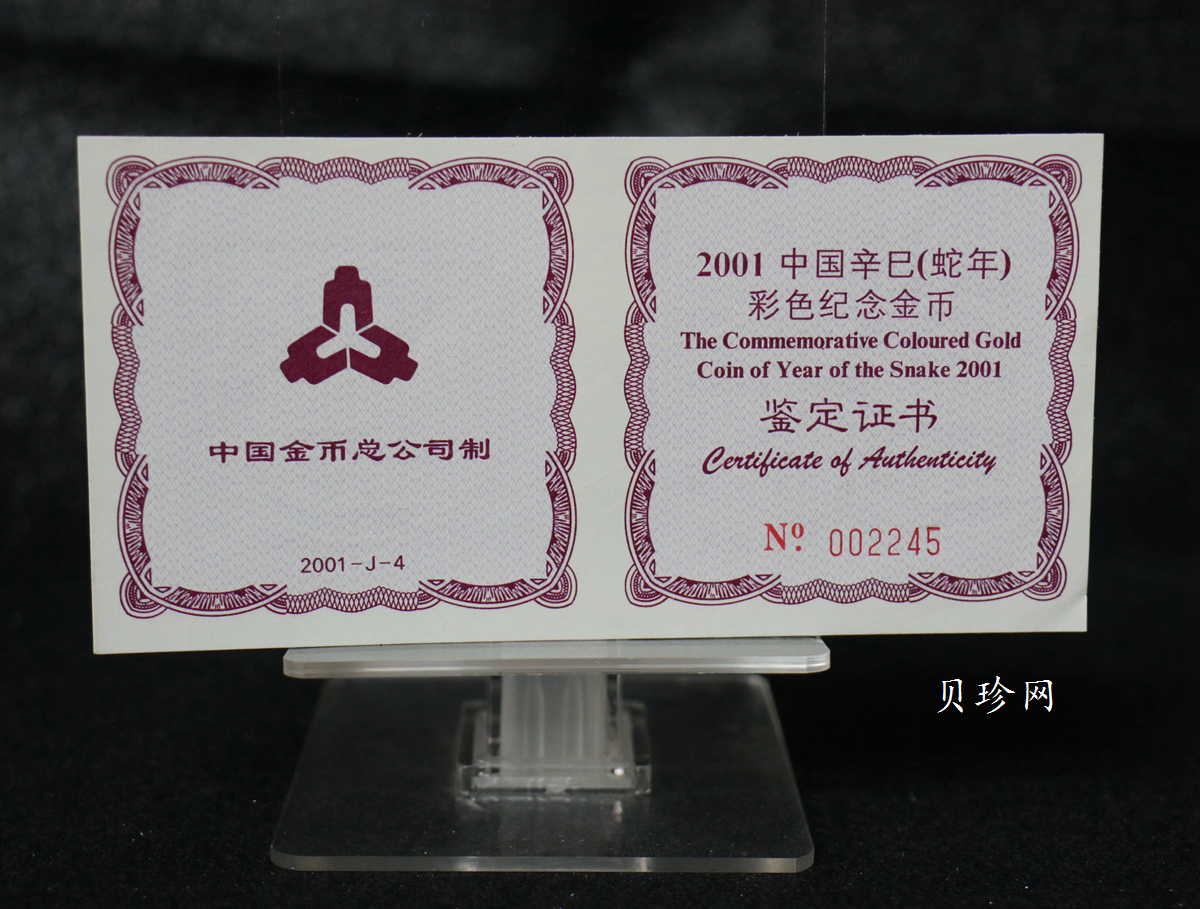 中国金币总公司制
2001-J-4
2001 中国辛巳(蛇年)
彩色纪念金币
The Commemorative Coloured Gold
Coin of Year of the Snake 2001
鉴定证书
Certificate of Authenticity
Nº 002245
贝珍网